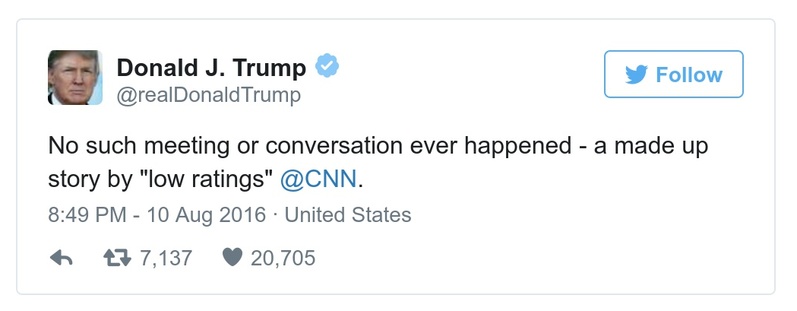 Donald J. Trump
@realDonaldTrump
Follow
No such meeting or conversation ever happened - a made up
story by "low ratings" @CNN.
8:49 PM - 10 Aug 2016 · United States
7,137 20,705